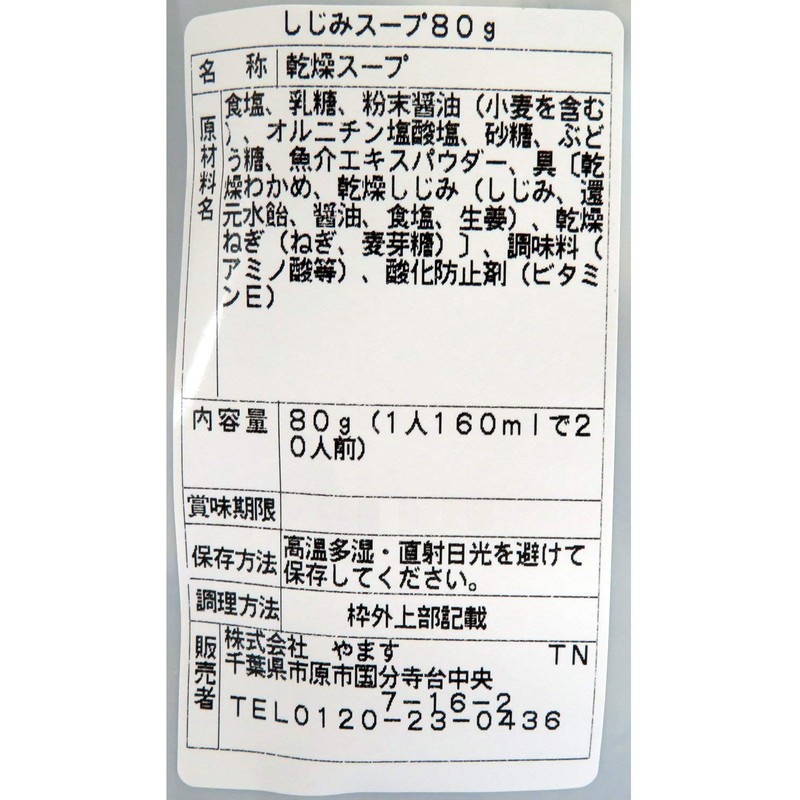 しじみスープ80g
名称 乾燥スープ
原材料名
食塩、乳糖、粉末醤油(小麦を含む
)、オルニチン塩酸塩、砂糖、ぶど
う糖、魚介エキスパウダー、具〔乾
燥わかめ、乾燥しじみ(しじみ、還
元水飴、醤油、食塩、生姜)、乾燥
ねぎ(ねぎ、麦芽糖)〕、調味料(
アミノ酸等)、酸化防止剤(ビタミ
ンE)
内容量 80g(1人160mlで2
0人前)
賞味期限
保存方法 高温多湿・直射日光を避けて
保存してください。
調理方法 枠外上部記載
販売者
株式会社 やます TN
千葉県市原市国分寺台中央
7-16-2
TEL0120-23-0436